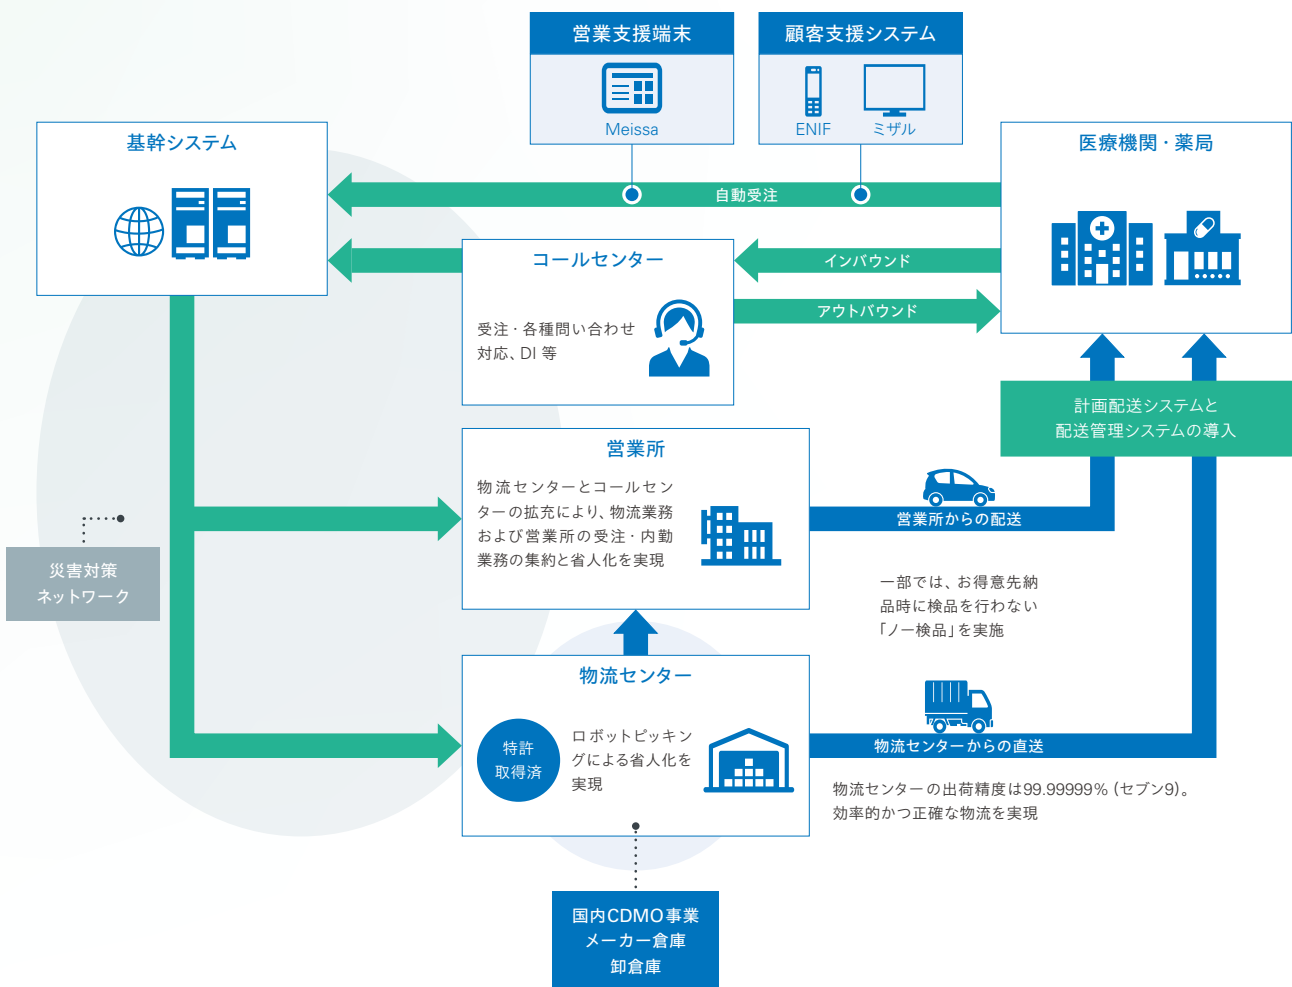 営業支援端末
Meissa
顧客支援システム
ENIF
ミザル
基幹システム
医療機関・薬局
自動受注
コールセンター
受注・各種問い合わせ
対応、DI 等
インバウンド
アウトバウンド
計画配送システムと
配送管理システムの導入
営業所
物流センターとコールセン
ターの拡充により、物流業務
および営業所の受注・内勤
業務の集約と省人化を実現
営業所からの配送
災害対策
ネットワーク
一部では、お得意先納
品時に検品を行わない
「ノー検品」を実施
物流センター
特許
取得済
ロボットピッキン
グによる省人化を
実現
物流センターからの直送
物流センターの出荷精度は99.99999%（セブン9）。
効率的かつ正確な物流を実現
国内CDMO事業
メーカー倉庫
卸倉庫